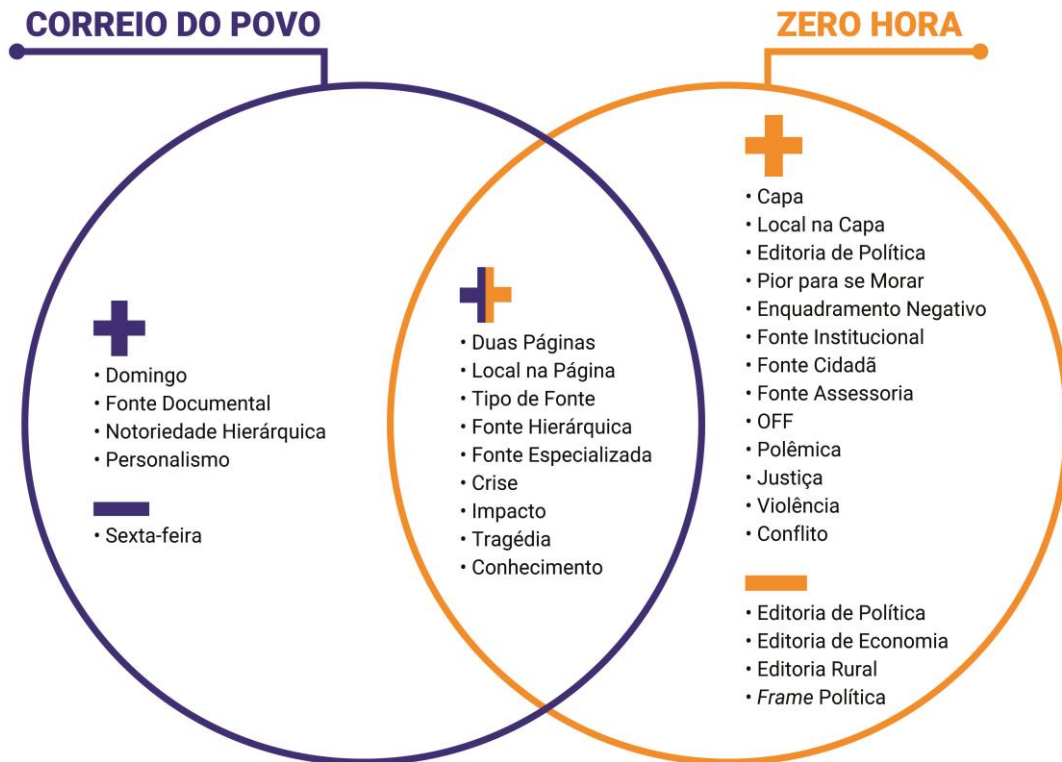 CORREIO DO POVO
ZERO HORA
• Domingo
• Fonte Documental
• Notoriedade Hierárquica
• Personalismo
• Sexta-feira
• Duas Páginas
• Local na Página
• Tipo de Fonte
• Fonte Hierárquica
• Fonte Especializada
• Crise
• Impacto
• Tragédia
• Conhecimento
• Capa
• Local na Capa
• Editoria de Política
• Pior para se Morar
• Enquadramento Negativo
• Fonte Institucional
• Fonte Cidadã
• Fonte Assessoria
• OFF
• Polêmica
• Justiça
• Violência
• Conflito
• Editoria de Política
• Editoria de Economia
• Editoria Rural
• Frame Política